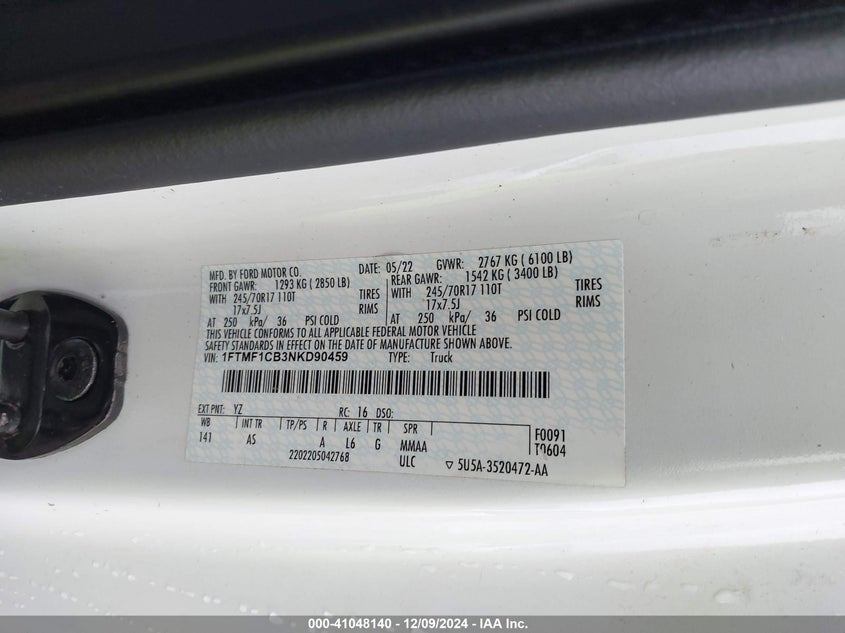 MFD. BY FORD MOTOR CO. DATE: 05/22 GVWR: 2767 KG ( 6100 LB)
FRONT GAWR: 1293 KG ( 2850 LB) REAR GAWR: 1542 KG ( 3400 LB)
WITH 245/70R17 110T TIRES WITH 245/70R17 110T TIRES
17x7.5J RIMS 17x7.5J RIMS
AT 250 kPa/ 36 PSI COLD AT 250 kPa/ 36 PSI COLD
THIS VEHICLE CONFORMS TO ALL APPLICABLE FEDERAL MOTOR VEHICLE
SAFETY STANDARDS IN EFFECT ON THE DATE OF MANUFACTURE SHOWN ABOVE.
VIN: 1FTMF1CB3NKD90459 TYPE: Truck
EXT PNT: YZ RC: 16 DSO:
WB INT TR TP/PS R AXLE TR SPR F0091
141 AS A L6 G MMAA T0604
2202205042768 ULC ▽ 5U5A-3520472-AA
000-41048140 - 12/09/2024 - IAA Inc.